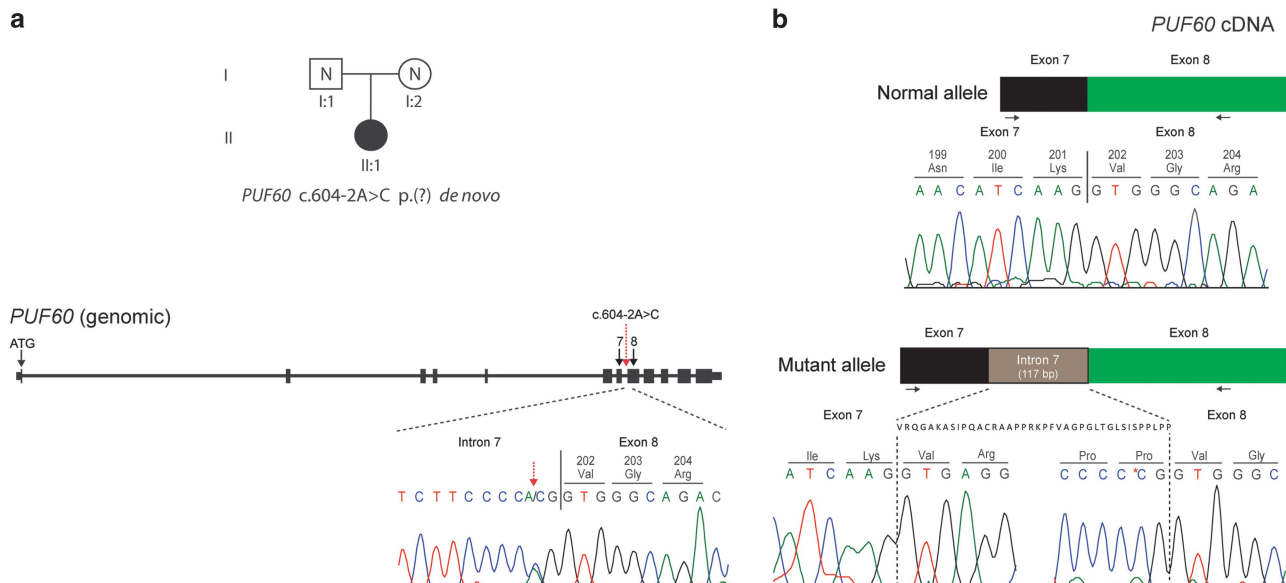 a
I
N
N
I:1
I:2
II
II:1
PUF60 c.604-2A>C p.(?) de novo
PUF60 (genomic)
c.604-2A>C
ATG
7
8
Intron 7
Exon 8
202
203
204
Val
Gly
Arg
T C T T C C C C A/C G G T G G G C A G A C
b
PUF60 cDNA
Exon 7
Exon 8
Normal allele
Exon 7
Exon 8
199
200
201
202
203
204
Asn
Ile
Lys
Val
Gly
Arg
A A C A T C A A G G T G G G C A G A
Exon 7
Exon 8
Mutant allele
Intron 7
(117 bp)
Exon 7
Exon 8
VRQGAKASIPQACRAAPPRKPFVAGPGLTGLSISPPLPP
Ile
Lys
Val
Arg
Pro
Pro
Val
Gly
A T C A A G G T G A G G
C C C C C* G G T G G G C